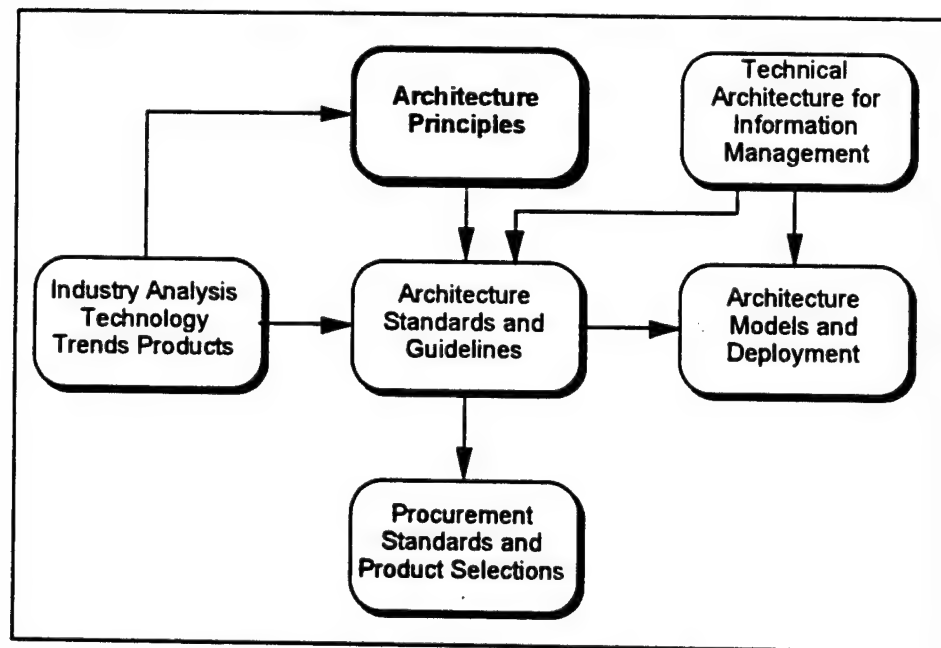 Architecture
Principles
Technical
Architecture for
Information
Management
Industry Analysis
Technology
Trends Products
Architecture
Standards and
Guidelines
Architecture
Models and
Deployment
Procurement
Standards and
Product Selections